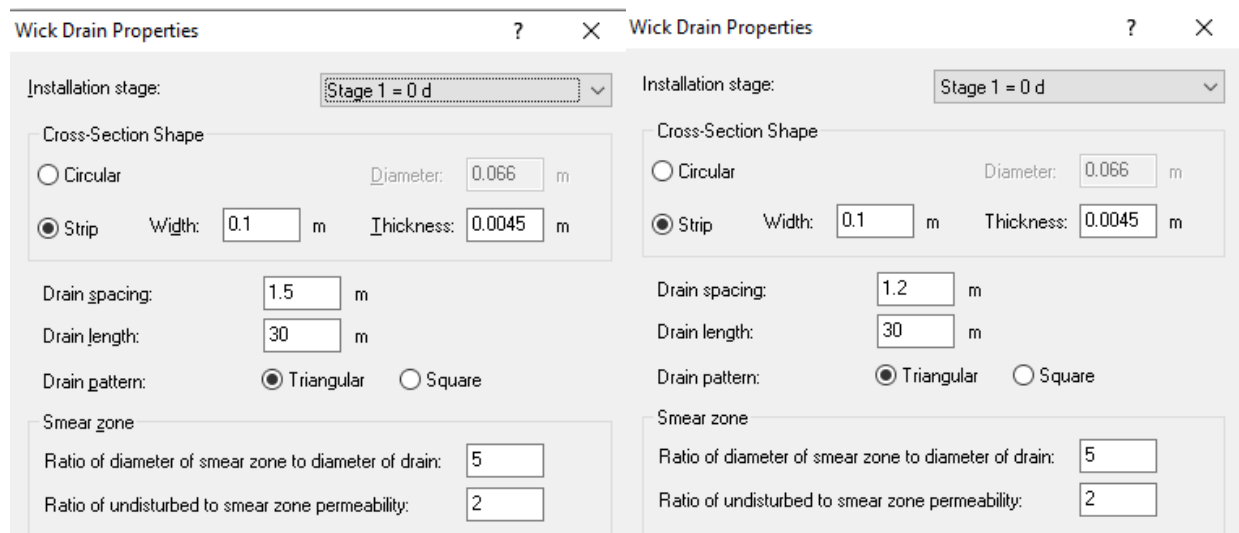 Wick Drain Properties ? ×
Installation stage: Stage 1 = 0 d
Cross-Section Shape
Circular Diameter: 0.066 m
Strip Width: 0.1 m Thickness: 0.0045 m
Drain spacing: 1.5 m
Drain length: 30 m
Drain pattern: Triangular Square
Smear zone
Ratio of diameter of smear zone to diameter of drain: 5
Ratio of undisturbed to smear zone permeability: 2
Wick Drain Properties ? ×
Installation stage: Stage 1 = 0 d
Cross-Section Shape
Circular Diameter: 0.066 m
Strip Width: 0.1 m Thickness: 0.0045 m
Drain spacing: 1.2 m
Drain length: 30 m
Drain pattern: Triangular Square
Smear zone
Ratio of diameter of smear zone to diameter of drain: 5
Ratio of undisturbed to smear zone permeability: 2